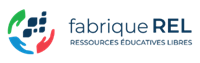 fabrique REL
RESSOURCES ÉDUCATIVES LIBRES